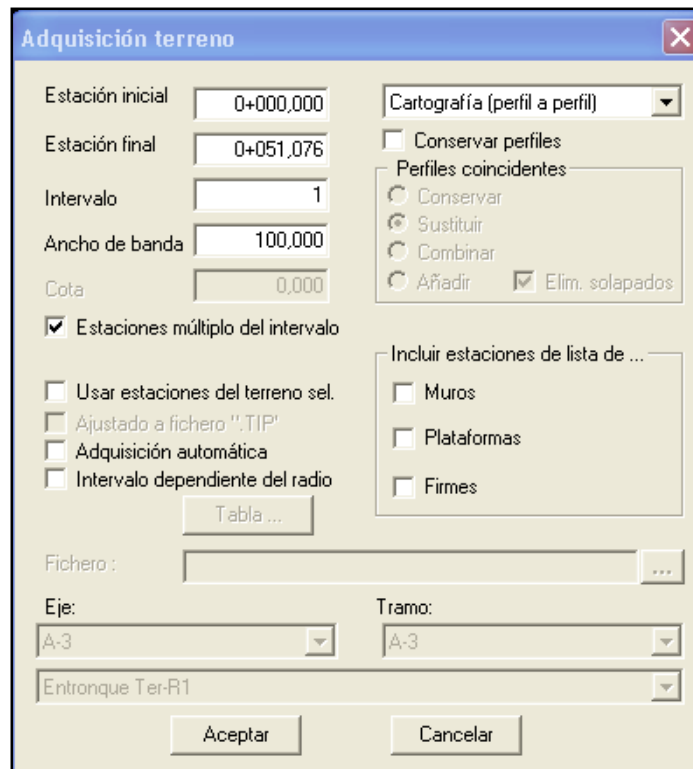 Adquisición terreno
Estación inicial 0+000,000
Cartografía (perfil a perfil)
Estación final 0+051,076
Conservar perfiles
Perfiles coincidentes
Intervalo 1
Conservar
Sustituir
Ancho de banda 100,000
Combinar
Cota 0,000
Añadir Elim. solapados
Estaciones múltiplo del intervalo
Incluir estaciones de lista de ...
Usar estaciones del terreno sel.
Muros
Ajustado a fichero ".TIP'
Adquisición automática
Plataformas
Intervalo dependiente del radio
Firmes
Tabla ...
Fichero : ...
Eje: Tramo:
A-3 A-3
Entronque Ter-R1
Aceptar Cancelar